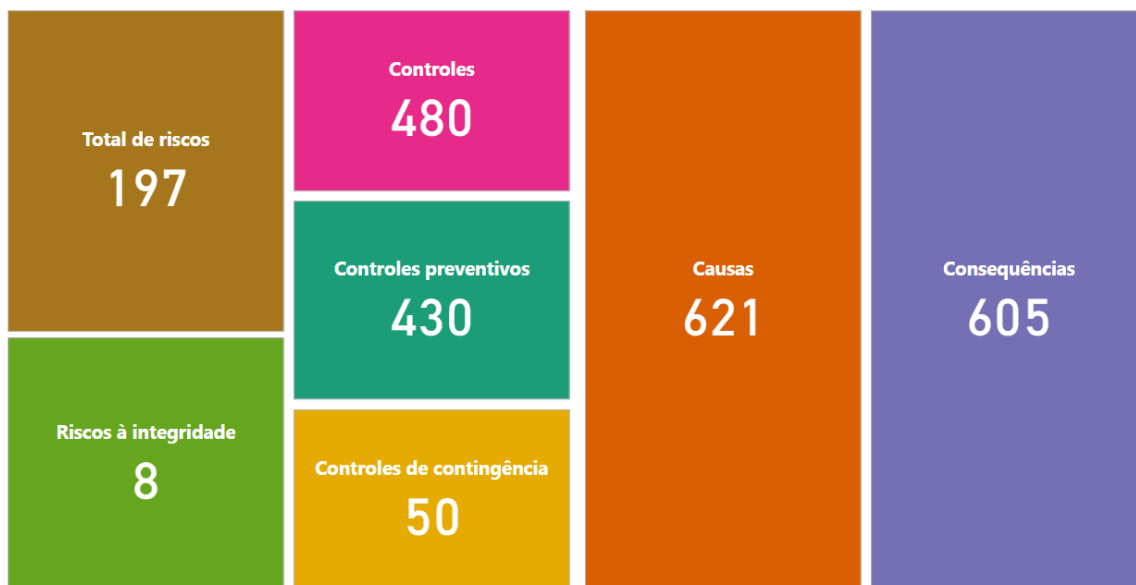 Total de riscos
197
Riscos à integridade
8
Controles
480
Controles preventivos
430
Controles de contingência
50
Causas
621
Consequências
605